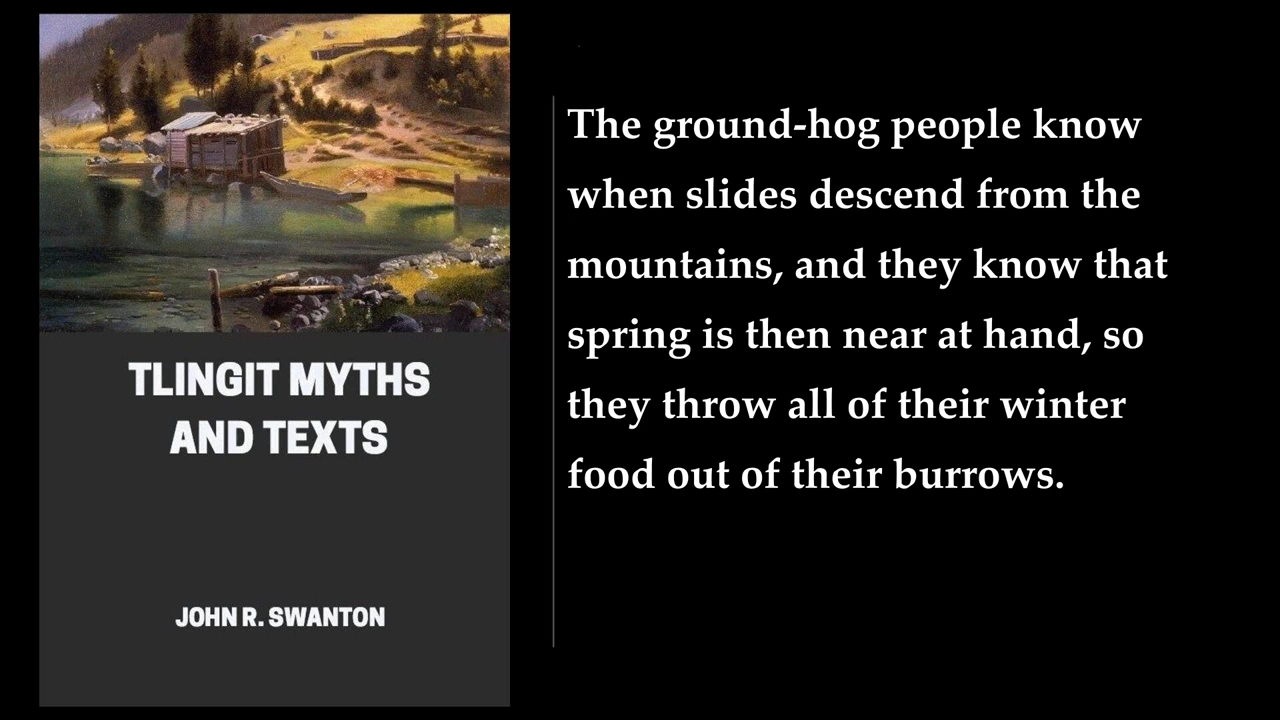 TLINGIT MYTHS
AND TEXTS
JOHN R. SWANTON
The ground-hog people know
when slides descend from the
mountains, and they know that
spring is then near at hand, so
they throw all of their winter
food out of their burrows.